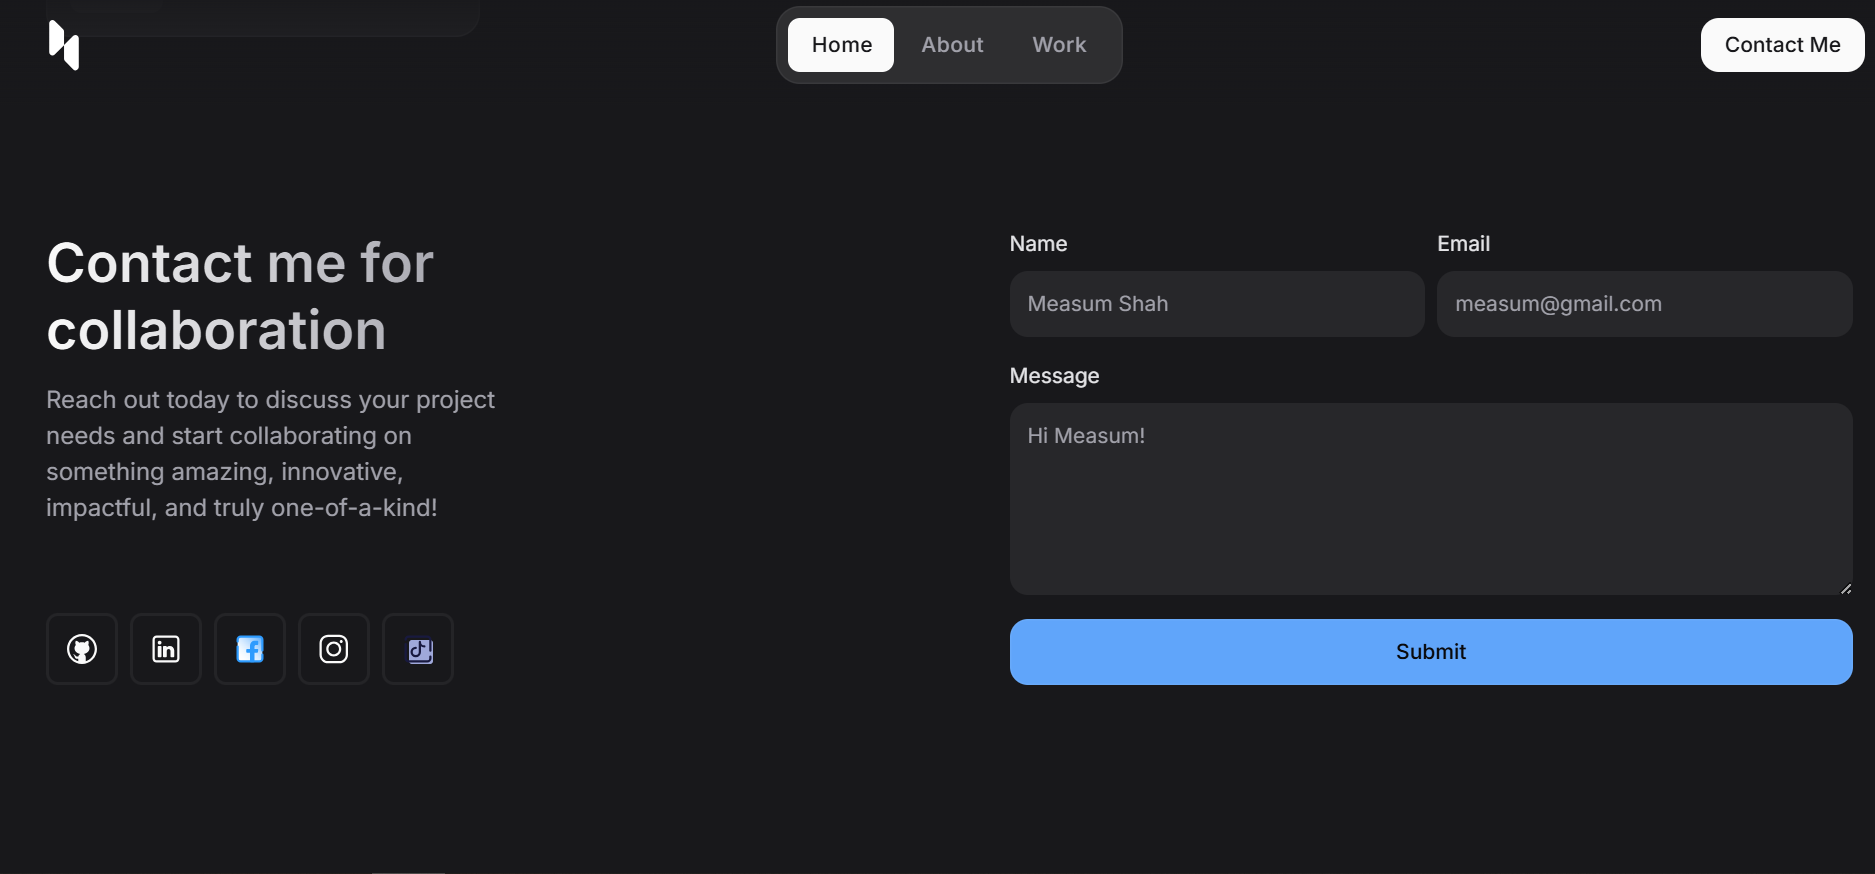 Home About Work
Contact Me
Contact me for
collaboration
Reach out today to discuss your project
needs and start collaborating on
something amazing, innovative,
impactful, and truly one-of-a-kind!
Name
Measum Shah
Email
measum@gmail.com
Message
Hi Measum!
Submit